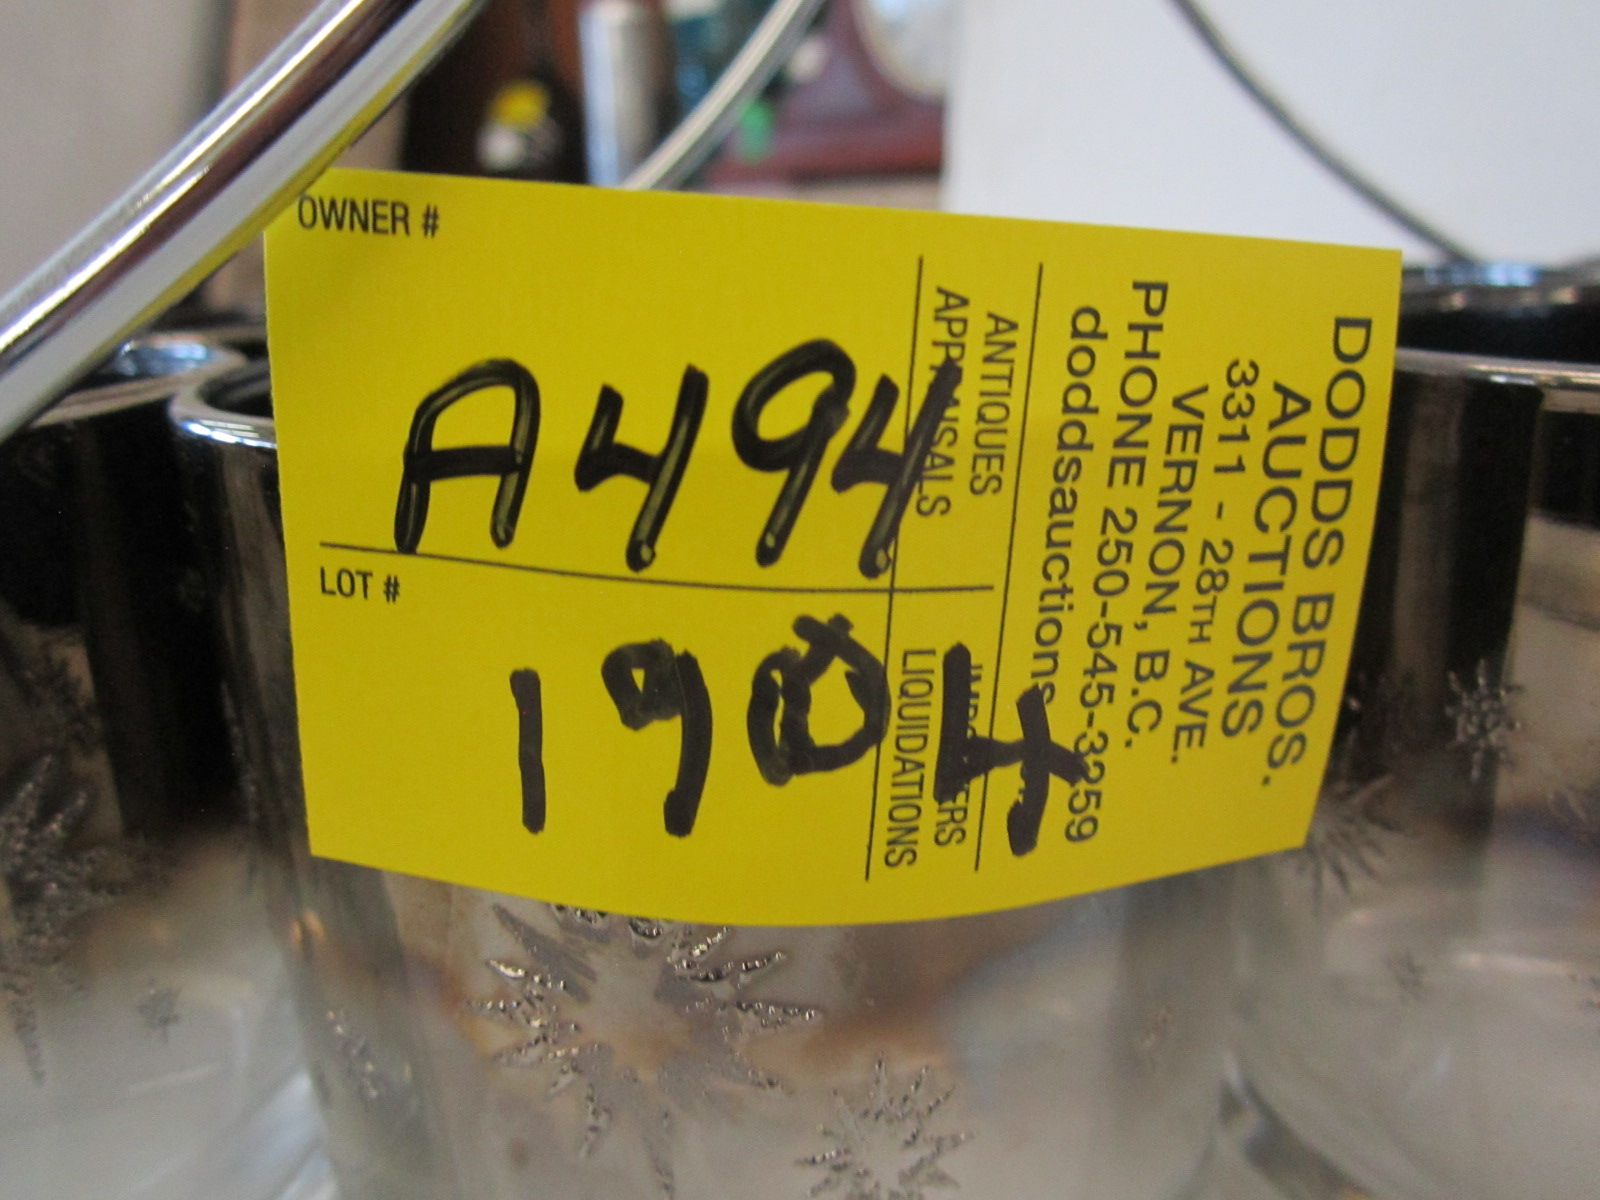 OWNER #
A494
LOT #
1904
ANTIQUES
APPRAISALS
LIQUIDATIONS
DODDS BROS.
AUCTIONS
3311 - 28TH AVE.
VERNON, B.C.
PHONE 250-545-3259
doddsauctions